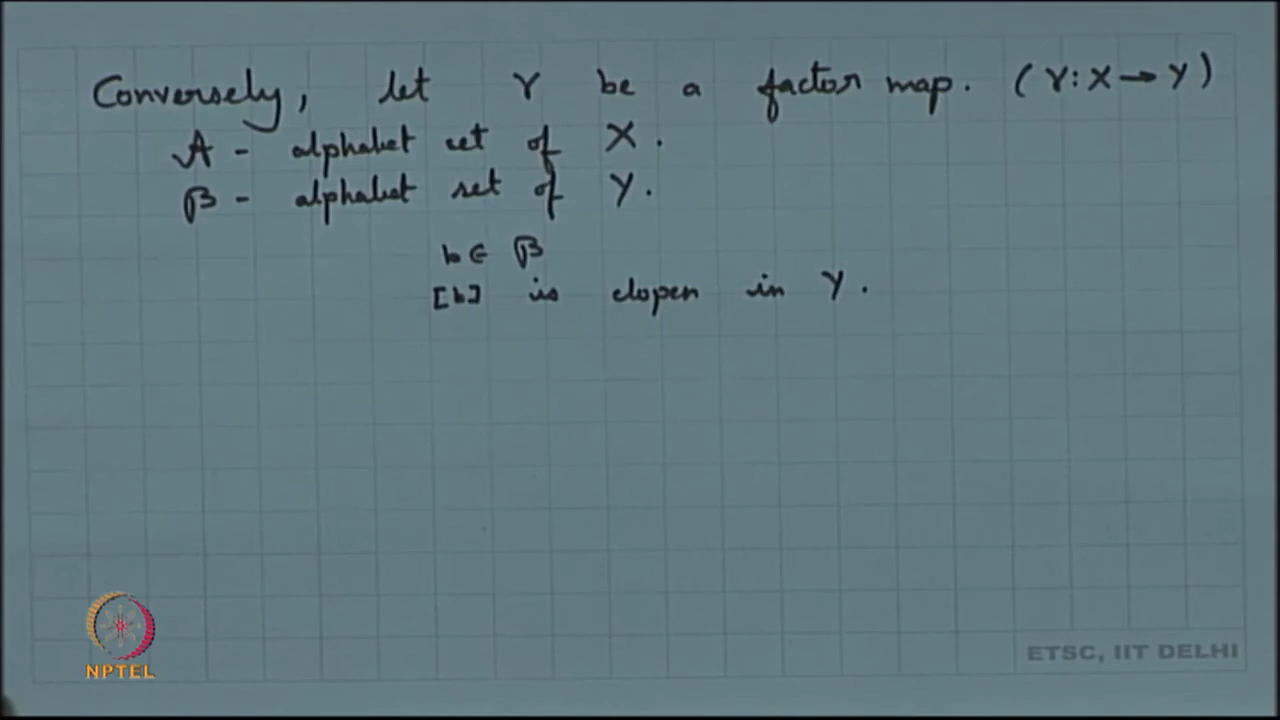 Conversely, let γ be a factor map. (γ: X → Y)
A - alphabet set of X.
B - alphabet set of Y.
b ∈ B
[b] is clopen in Y.
NPTEL
ETSC, IIT DELHI